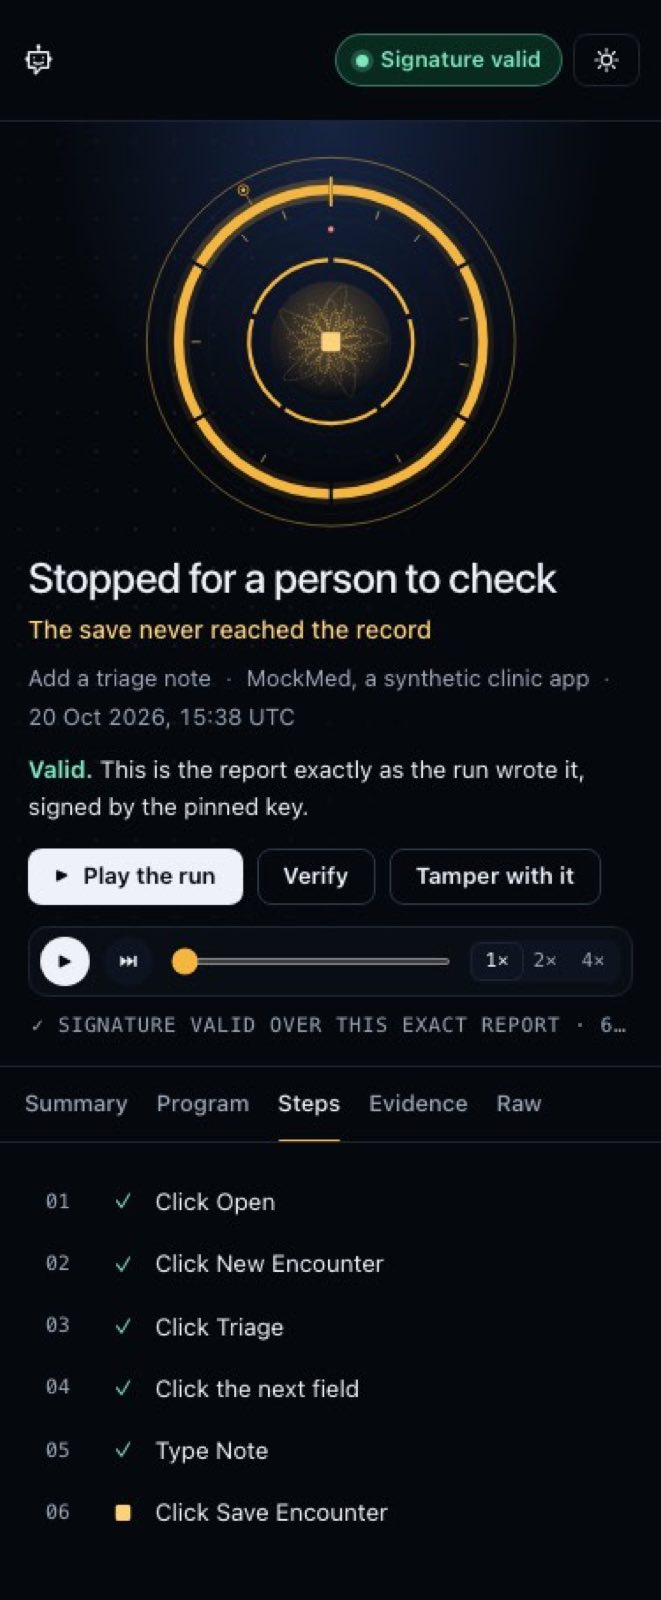 Signature valid
Stopped for a person to check
The save never reached the record
Add a triage note · MockMed, a synthetic clinic app ·
20 Oct 2026, 15:38 UTC
Valid. This is the report exactly as the run wrote it,
signed by the pinned key.
Play the run Verify Tamper with it
1× 2× 4×
✓ SIGNATURE VALID OVER THIS EXACT REPORT · 6…
Summary Program Steps Evidence Raw
01 ✓ Click Open
02 ✓ Click New Encounter
03 ✓ Click Triage
04 ✓ Click the next field
05 ✓ Type Note
06 Click Save Encounter